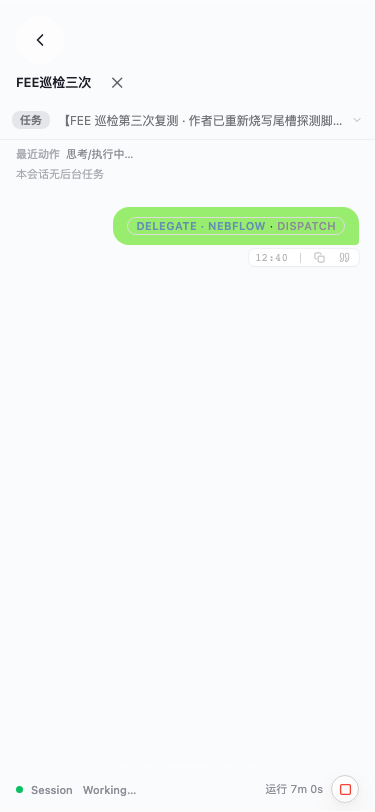 FEE巡检三次
任务 【FEE 巡检第三次复测 · 作者已重新烧写尾槽探测脚...
最近动作 思考/执行中...
本会话无后台任务
DELEGATE · NEBFLOW · DISPATCH
12:40
Session Working... 运行 7m 0s